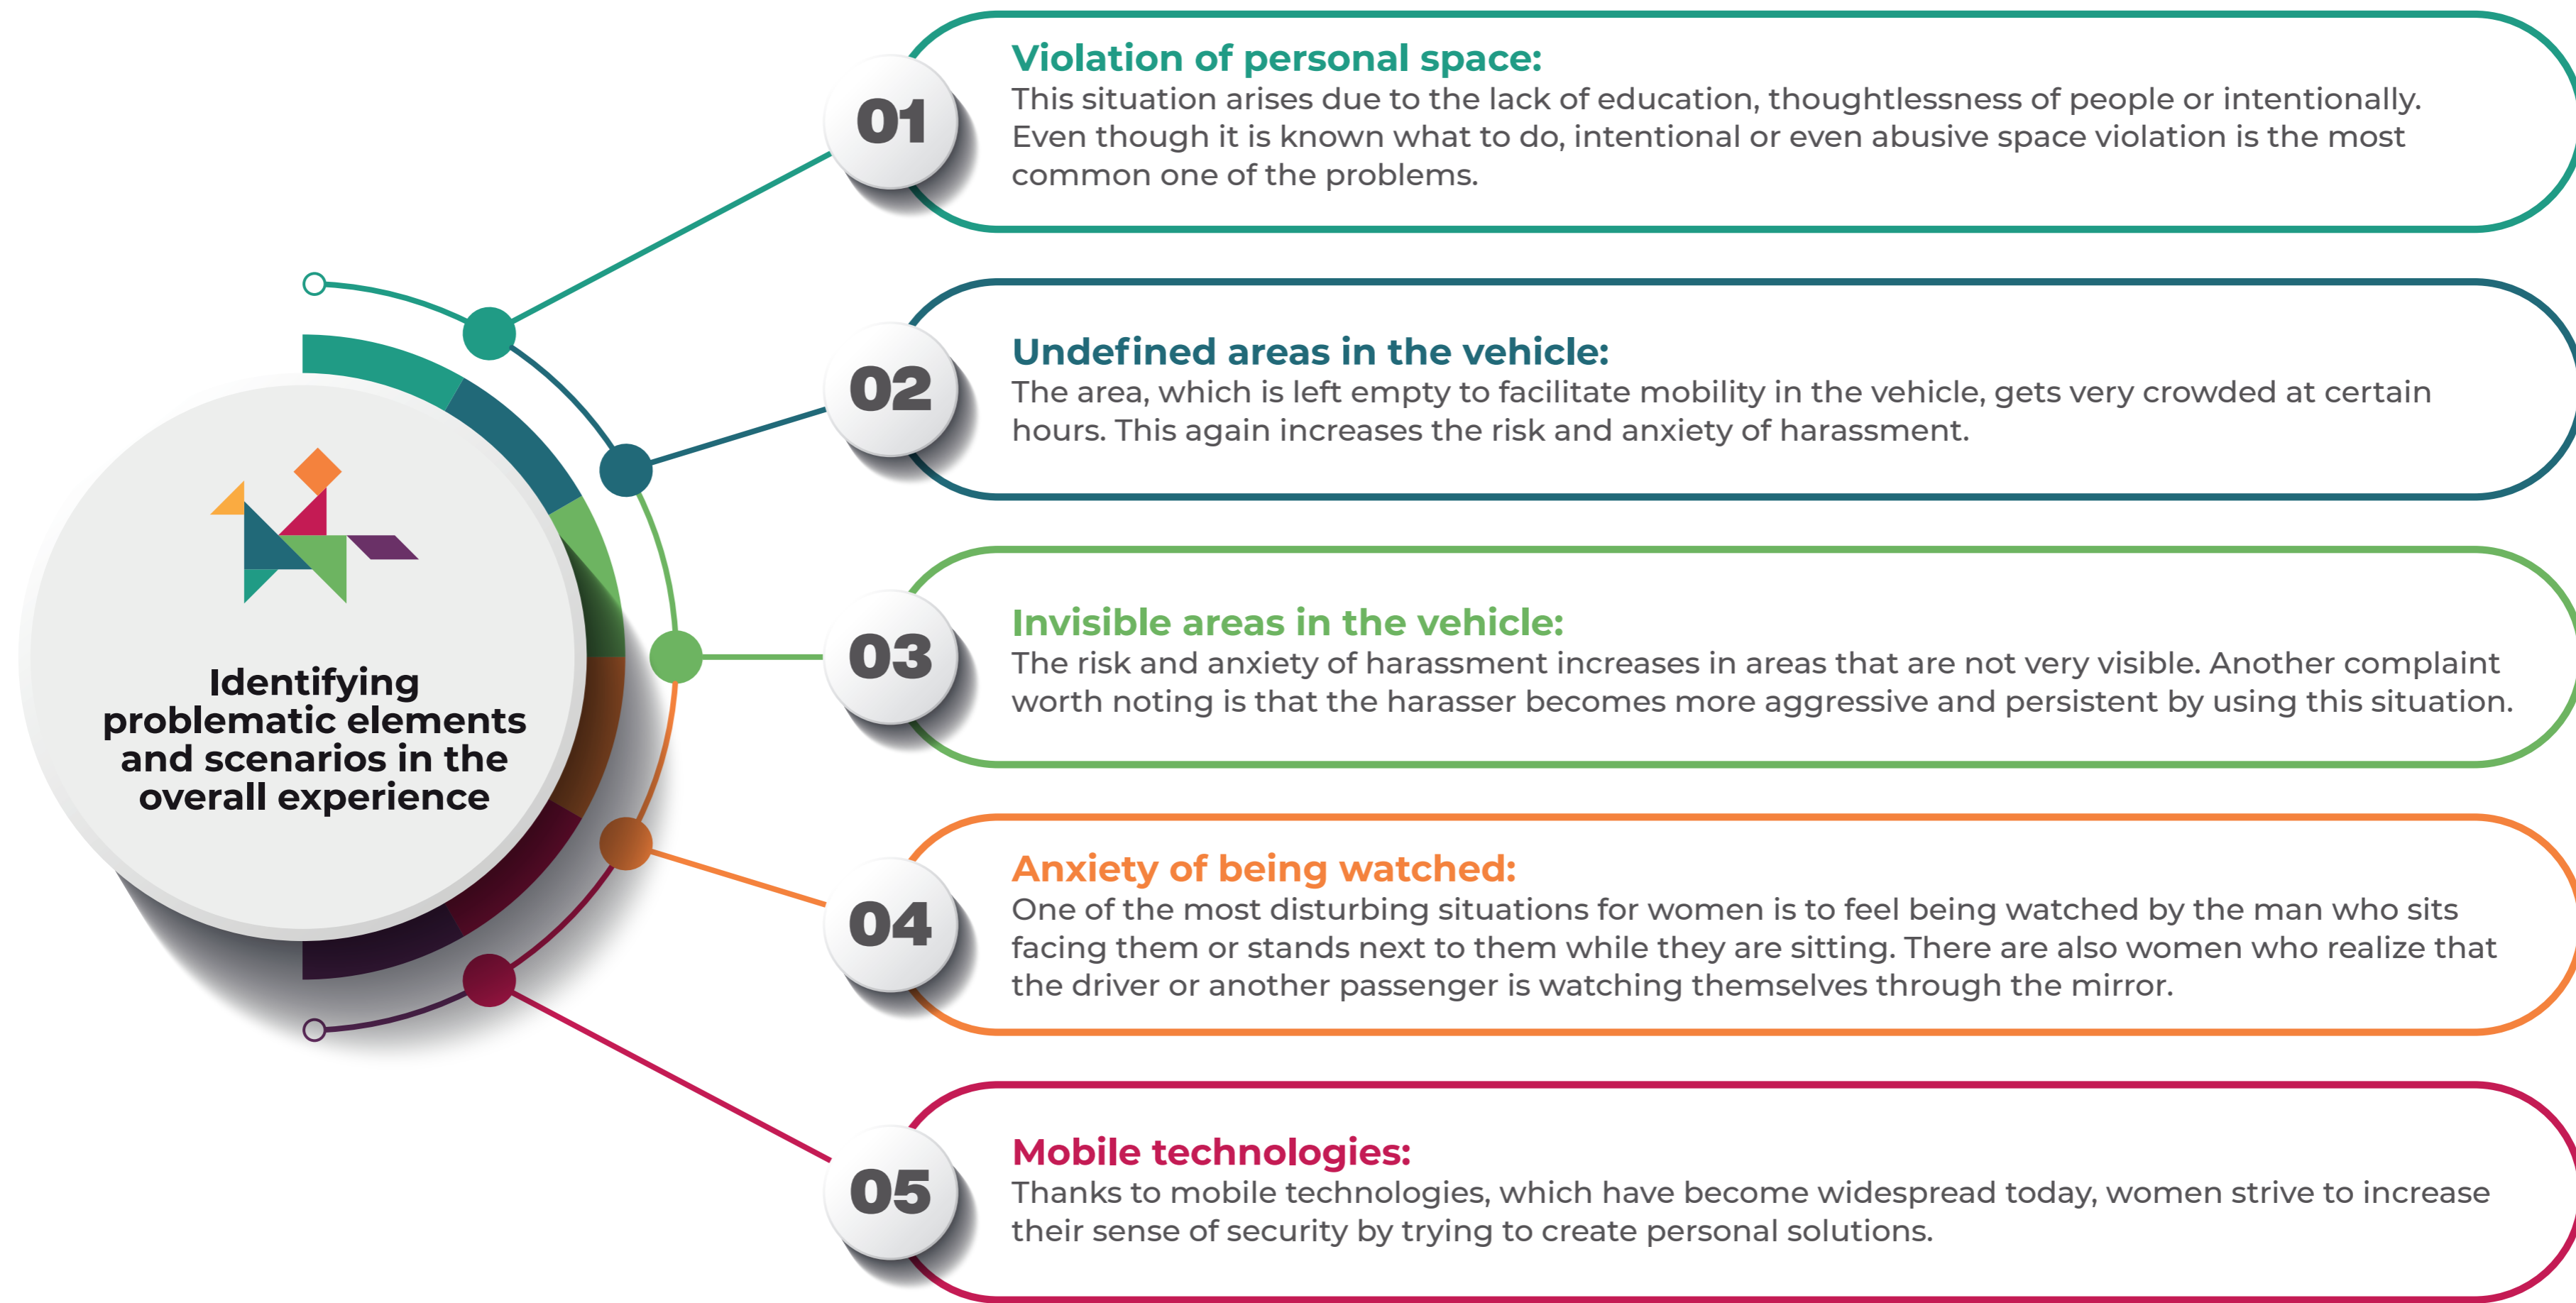 Identifying
problematic elements
and scenarios in the
overall experience
01
Violation of personal space:
This situation arises due to the lack of education, thoughtlessness of people or intentionally.
Even though it is known what to do, intentional or even abusive space violation is the most
common one of the problems.
02
Undefined areas in the vehicle:
The area, which is left empty to facilitate mobility in the vehicle, gets very crowded at certain
hours. This again increases the risk and anxiety of harassment.
03
Invisible areas in the vehicle:
The risk and anxiety of harassment increases in areas that are not very visible. Another complaint
worth noting is that the harasser becomes more aggressive and persistent by using this situation.
04
Anxiety of being watched:
One of the most disturbing situations for women is to feel being watched by the man who sits
facing them or stands next to them while they are sitting. There are also women who realize that
the driver or another passenger is watching themselves through the mirror.
05
Mobile technologies:
Thanks to mobile technologies, which have become widespread today, women strive to increase
their sense of security by trying to create personal solutions.